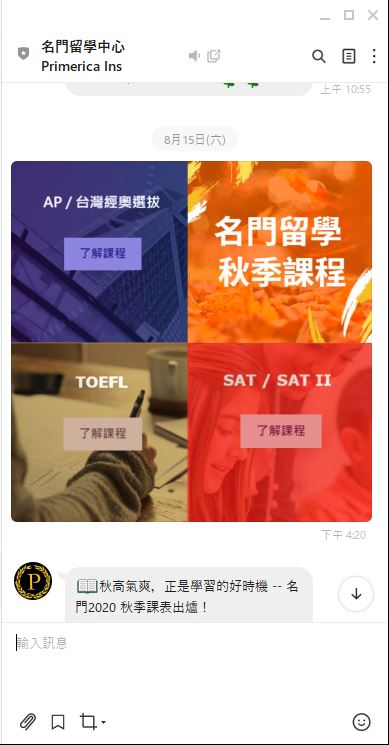 名門留學中心
Primerica Ins
上午 10:55
8月15日(六)
AP / 台灣經奧選拔
了解課程
名門留學
秋季課程
TOEFL
了解課程
SAT / SAT II
了解課程
下午 4:20
P
📖秋高氣爽，正是學習的好時機 -- 名
門2020 秋季課表出爐！
輸入訊息